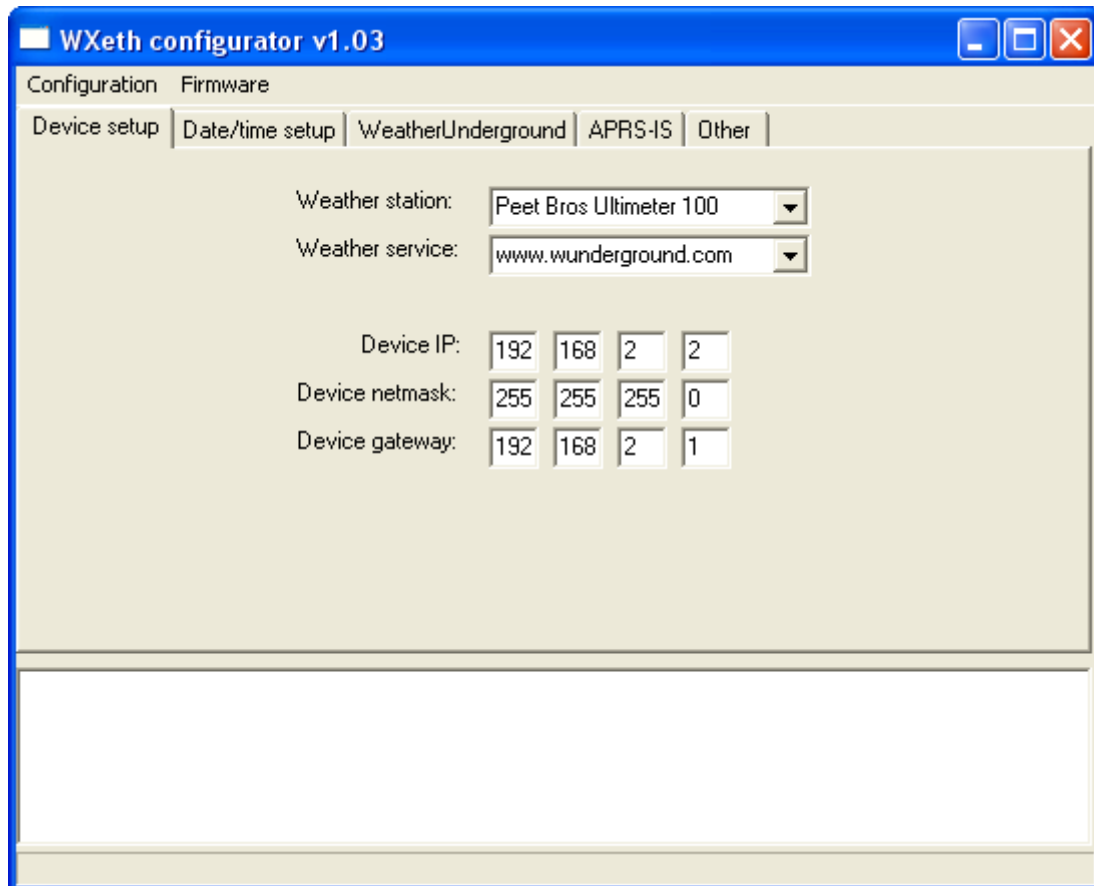 WXeth configurator v1.03
Configuration Firmware
Device setup Date/time setup WeatherUnderground APRS-IS Other
Weather station: Peet Bros Ultimeter 100
Weather service: www.wunderground.com
Device IP: 192 168 2 2
Device netmask: 255 255 255 0
Device gateway: 192 168 2 1